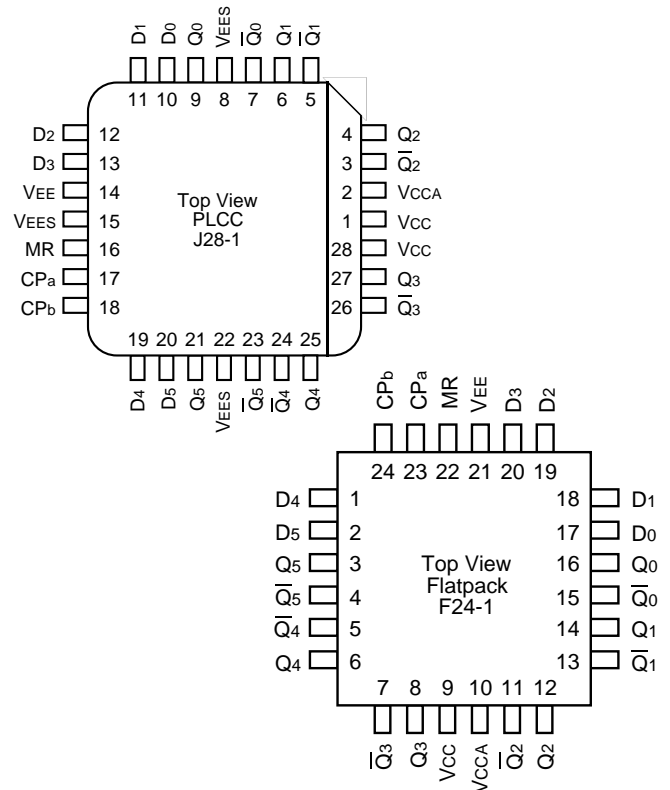 D1 D0 Q0 VEES Q̅0 Q1 Q̅1
11 10 9 8 7 6 5
D2 12
D3 13
VEE 14
VEES 15
MR 16
CPa 17
CPb 18
Top View
PLCC
J28-1
4 Q2
3 Q̅2
2 VCCA
1 VCC
28 VCC
27 Q3
26 Q̅3
19 20 21 22 23 24 25
D4 D5 Q5 VEES Q̅5 Q̅4 Q4
CPb CPa MR VEE D3 D2
24 23 22 21 20 19
D4 1
D5 2
Q5 3
Q̅5 4
Q̅4 5
Q4 6
Top View
Flatpack
F24-1
18 D1
17 D0
16 Q0
15 Q̅0
14 Q1
13 Q̅1
7 8 9 10 11 12
Q̅3 Q3 VCC VCCA Q̅2 Q2